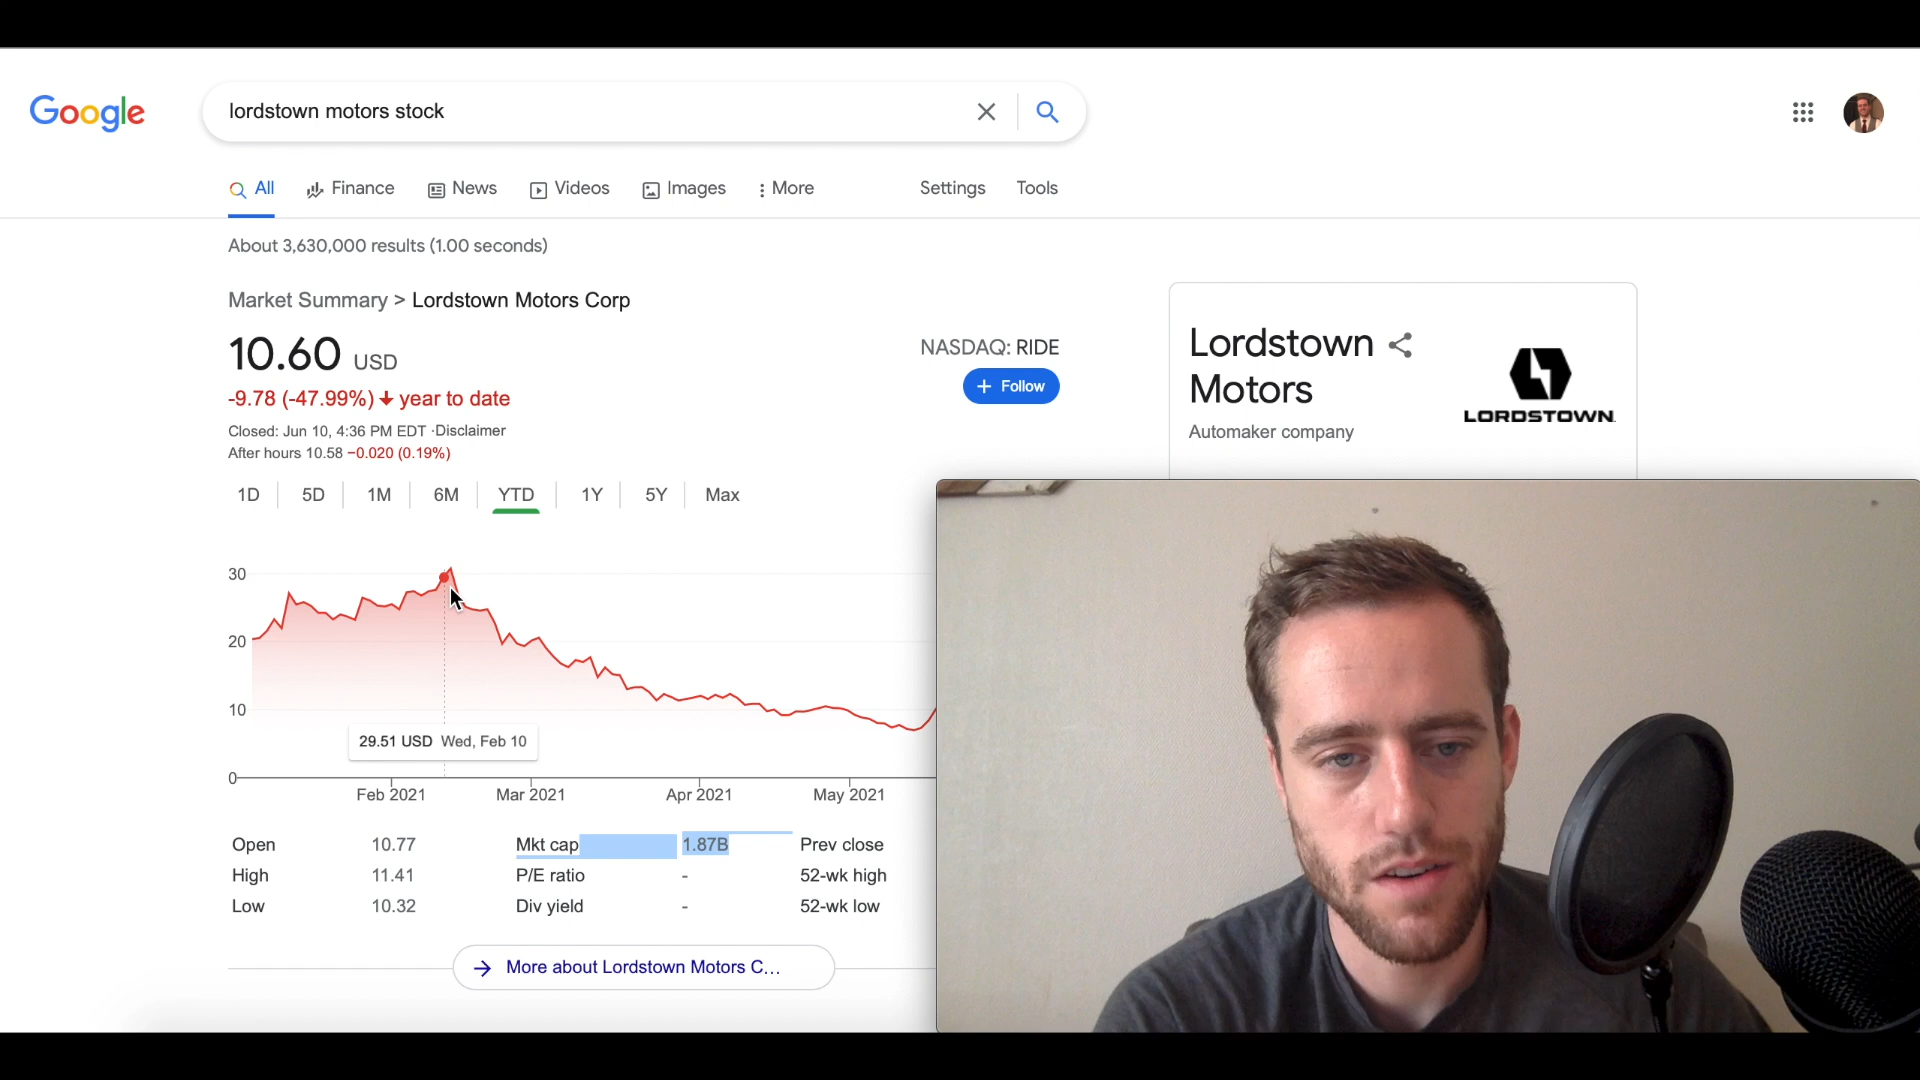 Google
lordstown motors stock
All
Finance
News
Videos
Images
More
Settings
Tools
About 3,630,000 results (1.00 seconds)
Market Summary > Lordstown Motors Corp
10.60 USD
-9.78 (-47.99%) year to date
Closed: Jun 10, 4:36 PM EDT ·Disclaimer
After hours 10.58 −0.020 (0.19%)
NASDAQ: RIDE
+ Follow
Lordstown
Motors
Automaker company
LORDSTOWN
1D 5D 1M 6M YTD 1Y 5Y Max
30
20
10
0
29.51 USD Wed, Feb 10
Feb 2021 Mar 2021 Apr 2021 May 2021
Open 10.77 Mkt cap 1.87B Prev close
High 11.41 P/E ratio - 52-wk high
Low 10.32 Div yield - 52-wk low
More about Lordstown Motors C...